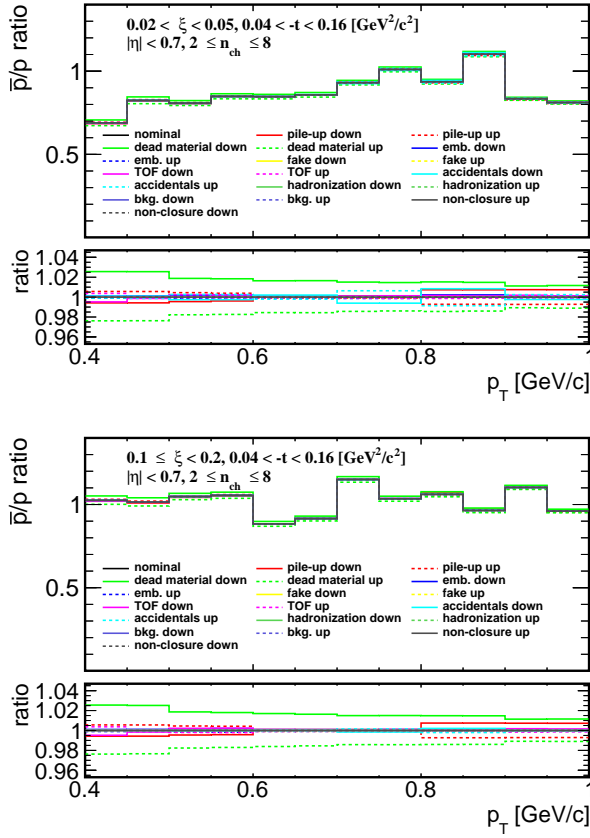 0.02 < ξ < 0.05, 0.04 < -t < 0.16 [GeV²/c²]
|η| < 0.7, 2 ≤ n_ch ≤ 8
p̅/p ratio
1
0.5
nominal pile-up down pile-up up
dead material down dead material up emb. down
emb. up fake down fake up
TOF down TOF up accidentals down
accidentals up hadronization down hadronization up
bkg. down bkg. up non-closure up
non-closure down
ratio
1.04
1.02
1
0.98
0.96
0.4 0.6 0.8 1
p_T [GeV/c]
0.1 ≤ ξ < 0.2, 0.04 < -t < 0.16 [GeV²/c²]
|η| < 0.7, 2 ≤ n_ch ≤ 8
p̅/p ratio
1
0.5
nominal pile-up down pile-up up
dead material down dead material up emb. down
emb. up fake down fake up
TOF down TOF up accidentals down
accidentals up hadronization down hadronization up
bkg. down bkg. up non-closure up
non-closure down
ratio
1.04
1.02
1
0.98
0.96
0.4 0.6 0.8 1
p_T [GeV/c]